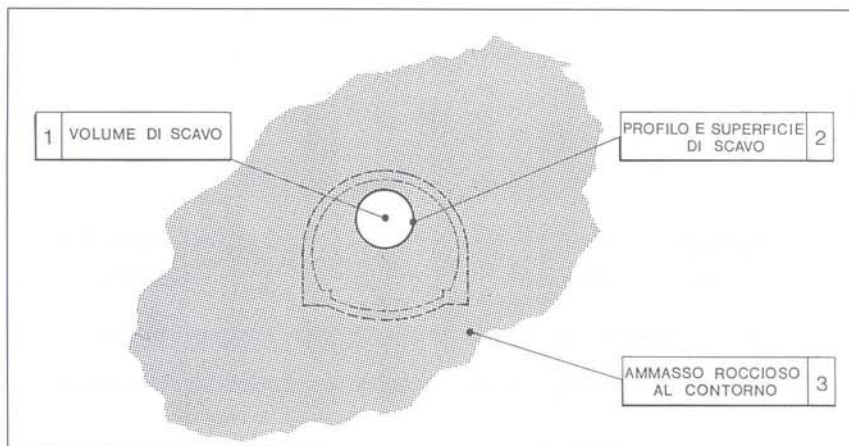 1 VOLUME DI SCAVO
PROFILO E SUPERFICIE 2
DI SCAVO
AMMASSO ROCCIOSO 3
AL CONTORNO